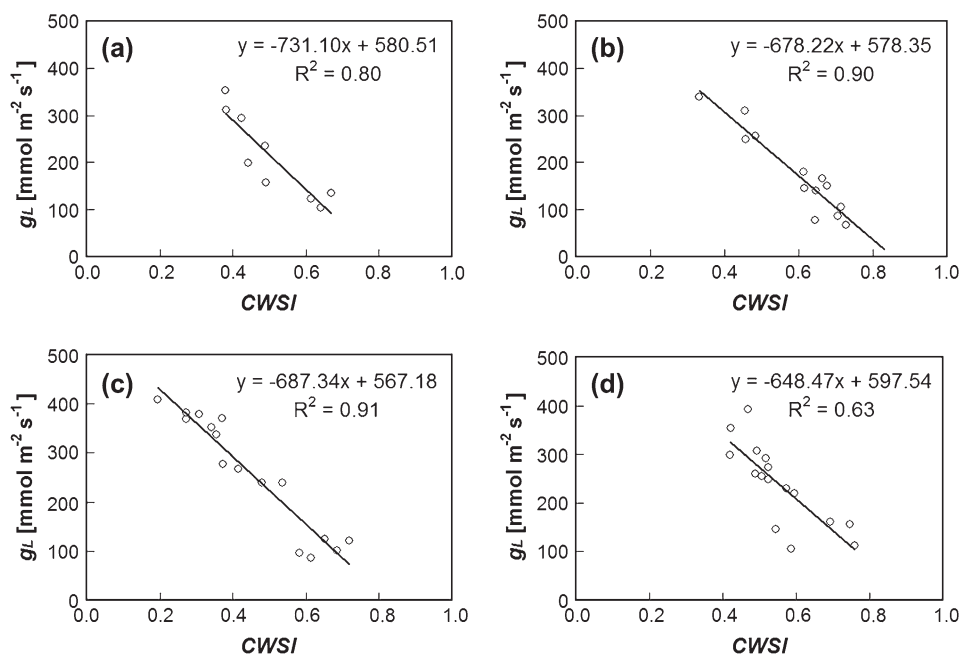 (a)
y = -731.10x + 580.51
R² = 0.80
500
400
300
200
100
0
gL [mmol m⁻² s⁻¹]
0.0 0.2 0.4 0.6 0.8 1.0
CWSI
(b)
y = -678.22x + 578.35
R² = 0.90
500
400
300
200
100
0
gL [mmol m⁻² s⁻¹]
0.0 0.2 0.4 0.6 0.8 1.0
CWSI
(c)
y = -687.34x + 567.18
R² = 0.91
500
400
300
200
100
0
gL [mmol m⁻² s⁻¹]
0.0 0.2 0.4 0.6 0.8 1.0
CWSI
(d)
y = -648.47x + 597.54
R² = 0.63
500
400
300
200
100
0
gL [mmol m⁻² s⁻¹]
0.0 0.2 0.4 0.6 0.8 1.0
CWSI